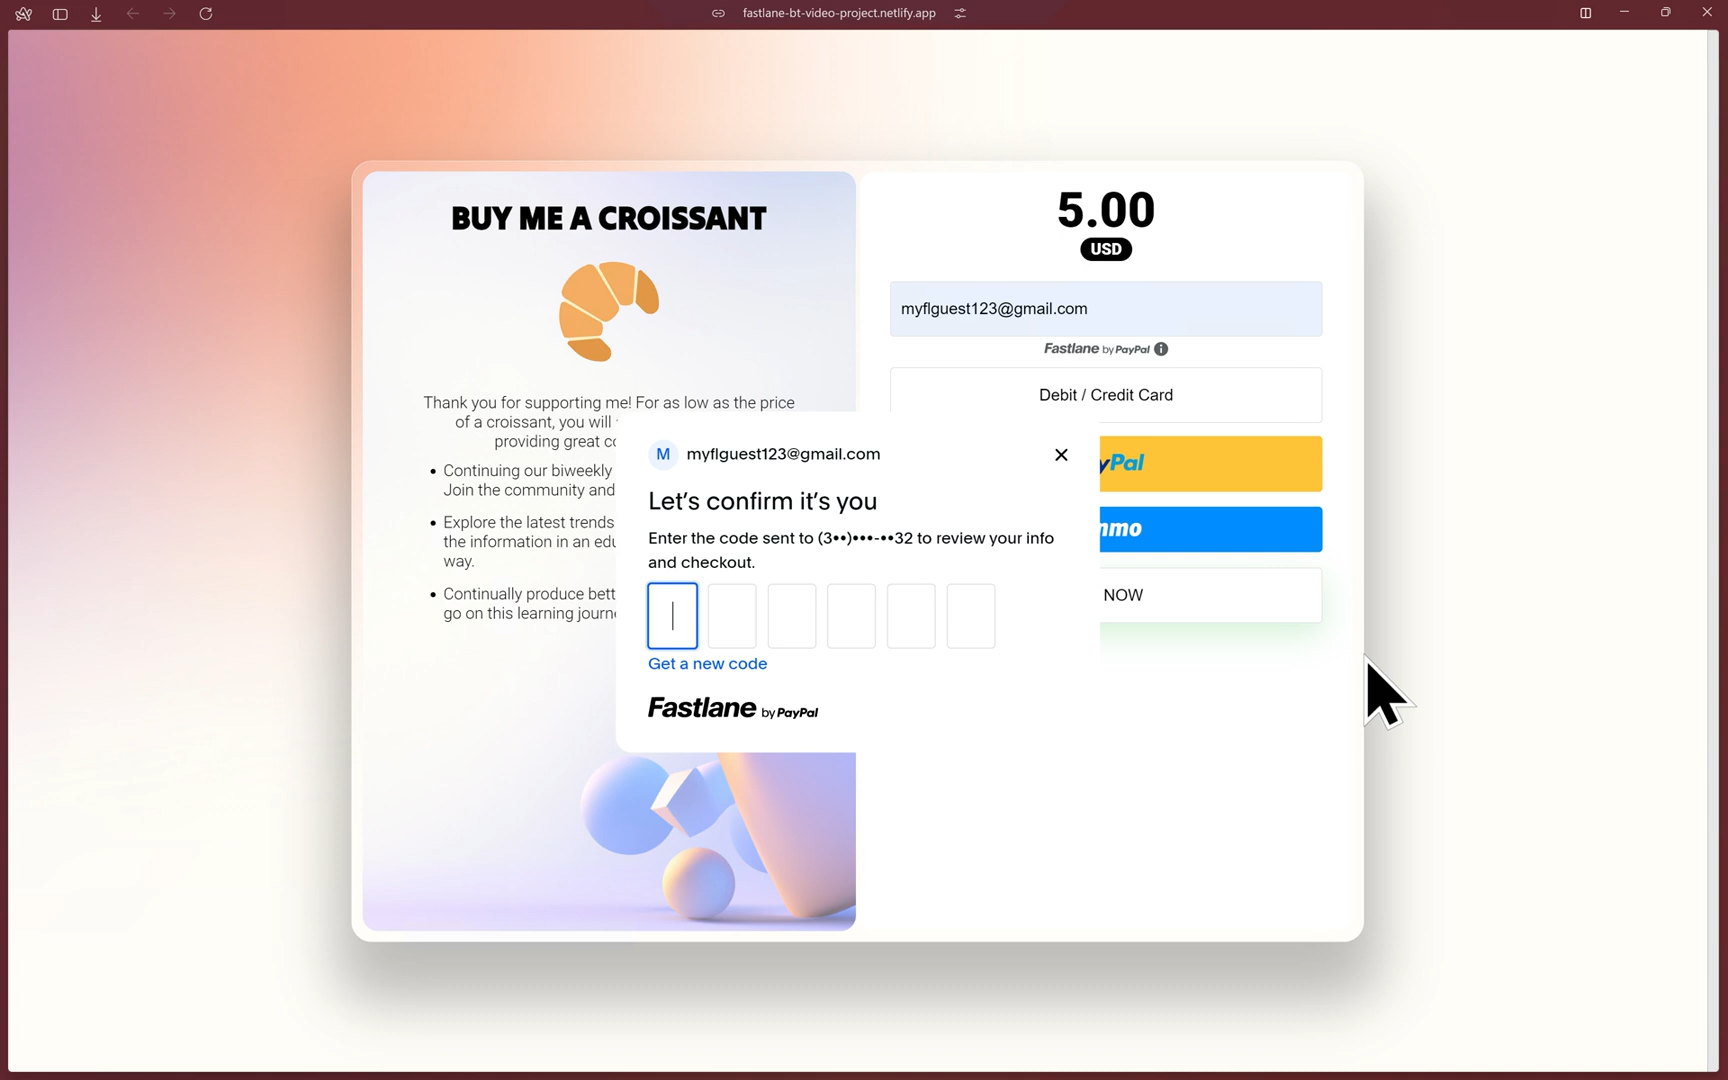 fastlane-bt-video-project.netlify.app
BUY ME A CROISSANT
Thank you for supporting me! For as low as the price
of a croissant, you will
providing great
• Continuing our biweekly
Join the community and
• Explore the latest trends
the information in an
way.
• Continually produce
go on this learning
5.00
USD
myflguest123@gmail.com
Fastlane by PayPal
Debit / Credit Card
yPal
NOW
M myflguest123@gmail.com
Let’s confirm it’s you
Enter the code sent to (3••)•••-••32 to review your info
and checkout.
Get a new code
Fastlane by PayPal